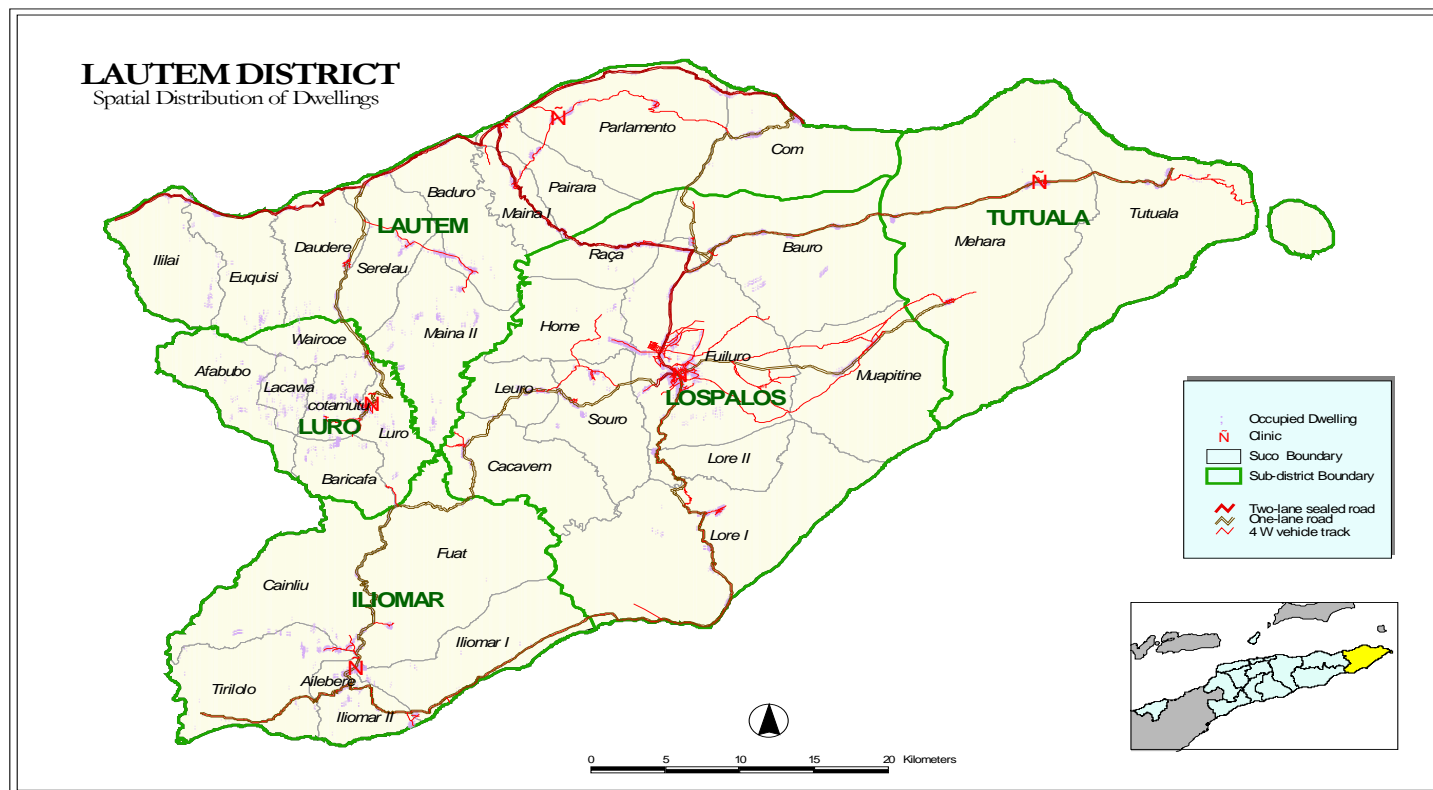 LAUTEM DISTRICT
Spatial Distribution of Dwellings
Parlamento
Ñ
Com
Baduro
Pairara
Maina I
LAUTEM
Ñ
TUTUALA
Tutuala
Ililai
Euquisi
Daudere
Serelau
Raça
Bauro
Mehara
Maina II
Home
Wairoce
Afabubo
Lacawa
cotamutu
Ñ
LURO
Luro
Baricafa
Leuro
Souro
Fuiluro
Ñ
LOSPALOS
Muapitine
Cacavem
Lore II
Lore I
Fuat
Cainliu
ILIOMAR
Iliomar I
Ñ
Ailebere
Tirilolo
Iliomar II
Occupied Dwelling
Ñ Clinic
Suco Boundary
Sub-district Boundary
Two-lane sealed road
One-lane road
4 W vehicle track
0 5 10 15 20 Kilometers